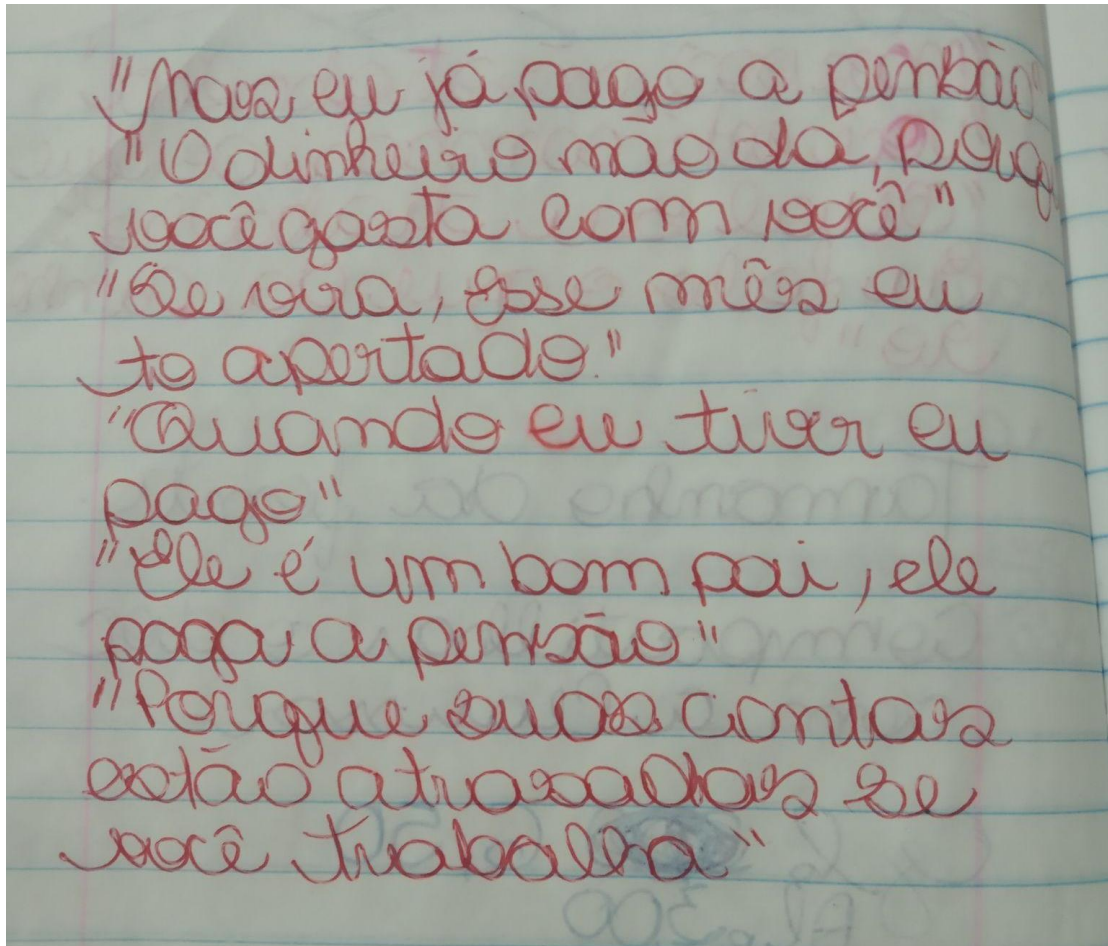 "Mas eu já pago a pensão
"O dinheiro não da, porq
você gasta com você"
"Se vira, esse mês eu
to apertado"
"Quando eu tiver eu
pago"
"Ele é um bom pai, ele
paga a pensão"
"Porque suas contas
estão atrasadas se
você trabalha"